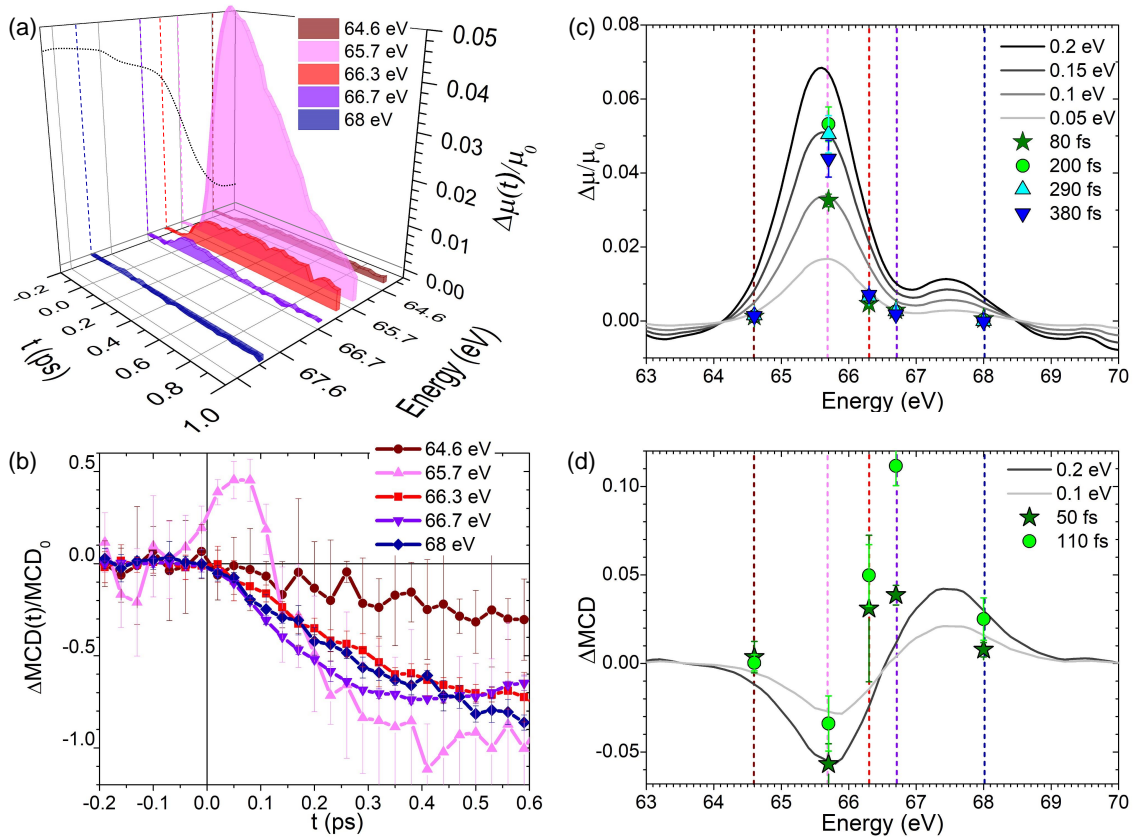 (a)
64.6 eV
65.7 eV
66.3 eV
66.7 eV
68 eV
0.05
0.04
0.03
0.02
0.01
0.00
Δμ(t)/μ0
-0.2
0.0
0.2
0.4
0.6
0.8
1.0
t (ps)
64.6
65.7
66.7
67.6
Energy (eV)
(c)
0.08
0.06
0.04
0.02
0.00
Δμ/μ0
0.2 eV
0.15 eV
0.1 eV
0.05 eV
80 fs
200 fs
290 fs
380 fs
63 64 65 66 67 68 69 70
Energy (eV)
(b)
64.6 eV
65.7 eV
66.3 eV
66.7 eV
68 eV
0.5
0.0
-0.5
-1.0
ΔMCD(t)/MCD0
-0.2 -0.1 0.0 0.1 0.2 0.3 0.4 0.5 0.6
t (ps)
(d)
0.10
0.05
0.00
-0.05
ΔMCD
0.2 eV
0.1 eV
50 fs
110 fs
63 64 65 66 67 68 69 70
Energy (eV)